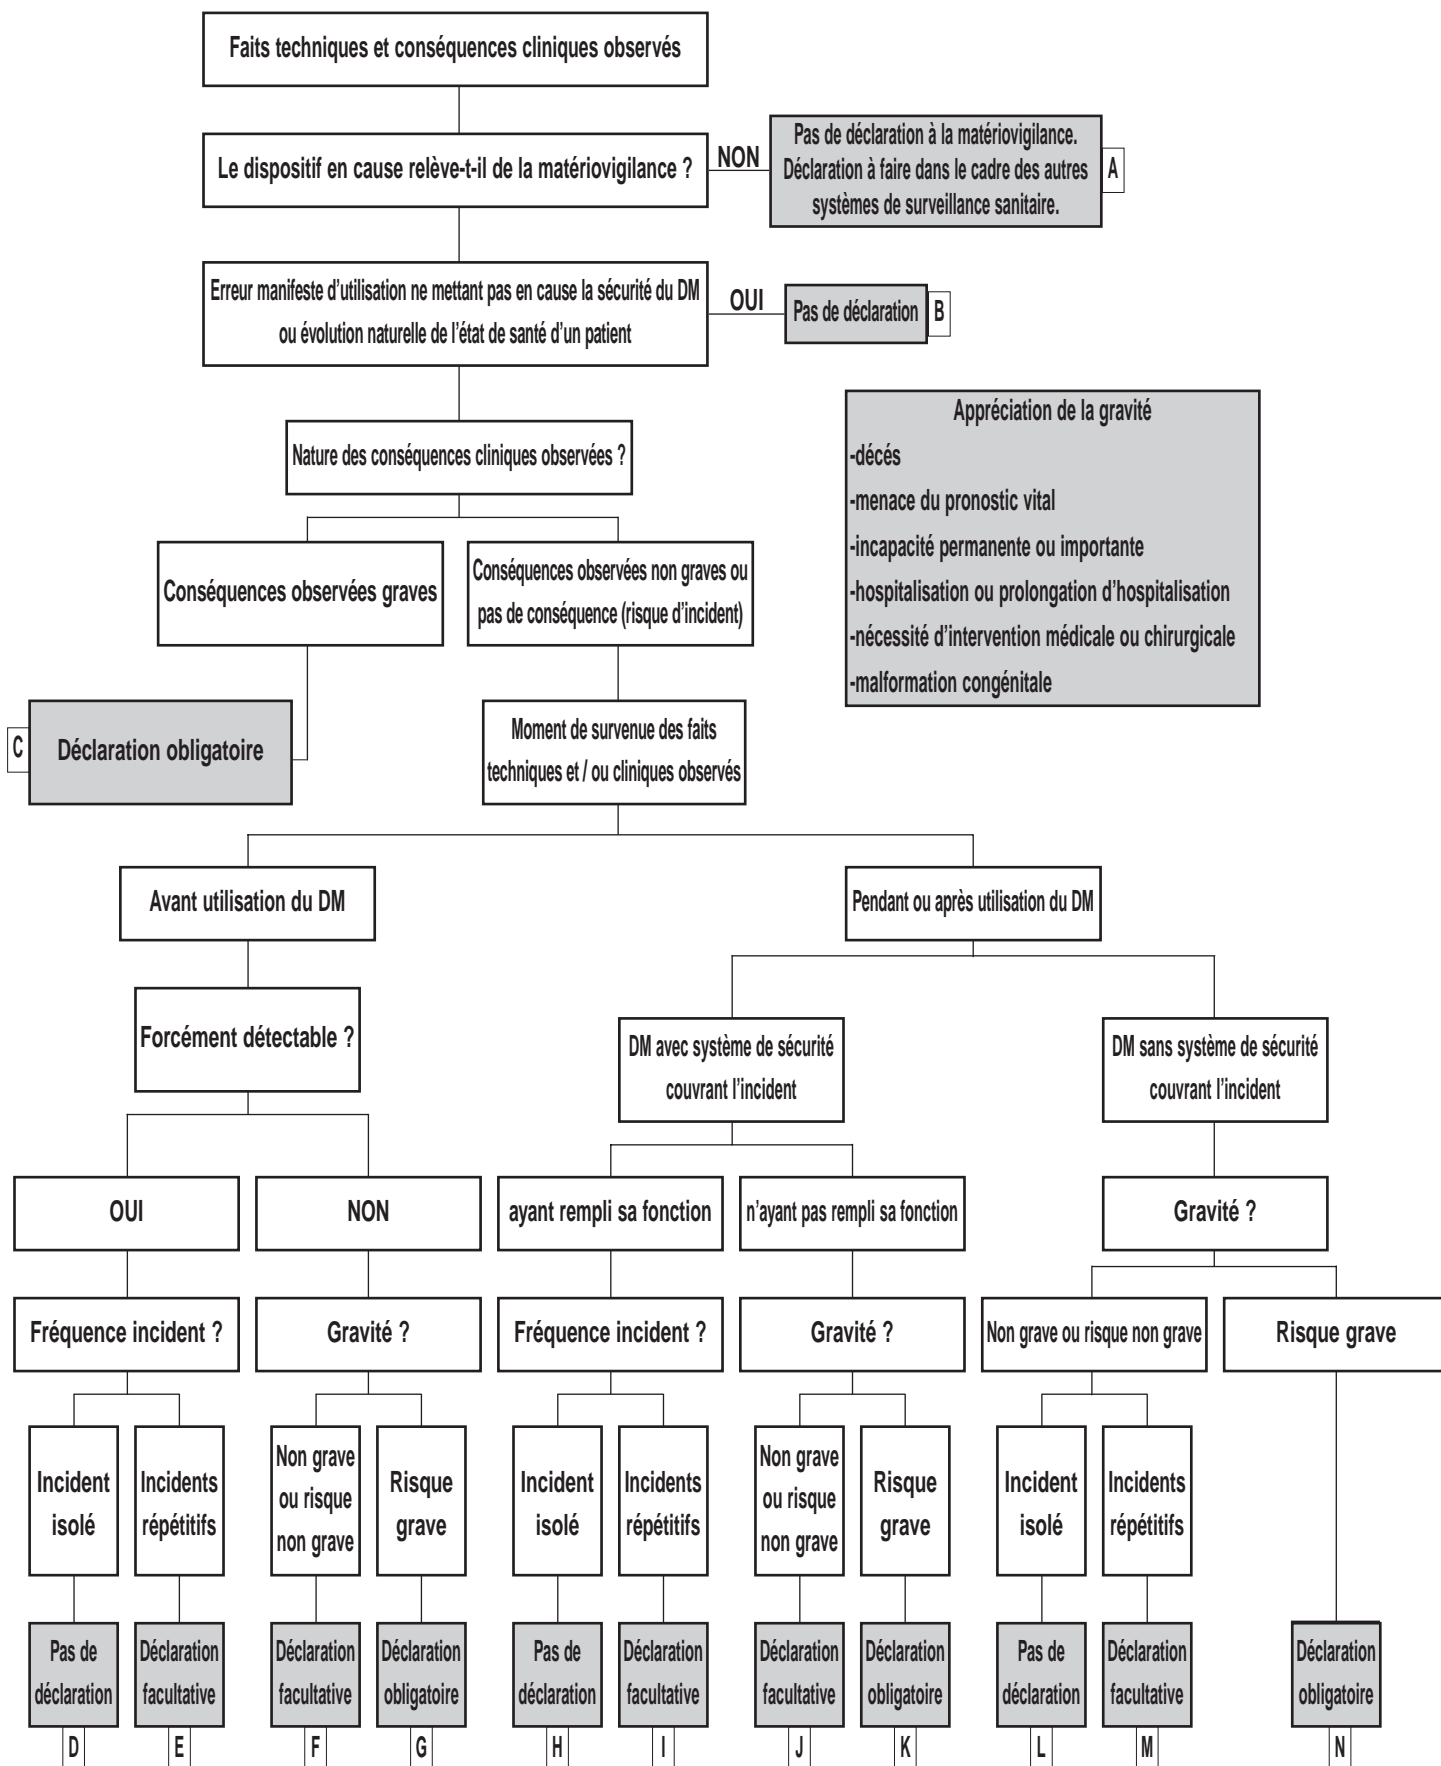 Faits techniques et conséquences cliniques observés
Le dispositif en cause relève-t-il de la matériovigilance ?
NON
Pas de déclaration à la matériovigilance.
Déclaration à faire dans le cadre des autres
systèmes de surveillance sanitaire.
A
Erreur manifeste d’utilisation ne mettant pas en cause la sécurité du DM
ou évolution naturelle de l’état de santé d’un patient
OUI
Pas de déclaration
B
Appréciation de la gravité
-décés
-menace du pronostic vital
-incapacité permanente ou importante
-hospitalisation ou prolongation d’hospitalisation
-nécessité d’intervention médicale ou chirurgicale
-malformation congénitale
Nature des conséquences cliniques observées ?
Conséquences observées graves
Conséquences observées non graves ou
pas de conséquence (risque d’incident)
C
Déclaration obligatoire
Moment de survenue des faits
techniques et / ou cliniques observés
Avant utilisation du DM
Pendant ou après utilisation du DM
Forcément détectable ?
DM avec système de sécurité
couvrant l’incident
DM sans système de sécurité
couvrant l’incident
OUI
NON
ayant rempli sa fonction
n’ayant pas rempli sa fonction
Gravité ?
Fréquence incident ?
Gravité ?
Fréquence incident ?
Gravité ?
Non grave ou risque non grave
Risque grave
Incident
isolé
Incidents
répétitifs
Non grave
ou risque
non grave
Risque
grave
Incident
isolé
Incidents
répétitifs
Non grave
ou risque
non grave
Risque
grave
Incident
isolé
Incidents
répétitifs
Pas de
déclaration
Déclaration
facultative
Déclaration
facultative
Déclaration
obligatoire
Pas de
déclaration
Déclaration
facultative
Déclaration
facultative
Déclaration
obligatoire
Pas de
déclaration
Déclaration
facultative
Déclaration
obligatoire
D
E
F
G
H
I
J
K
L
M
N